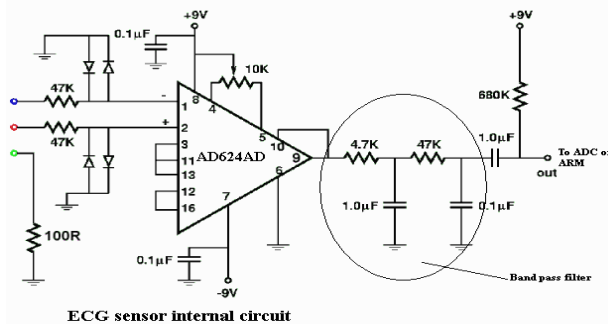 +9V
+9V
0.1µF
47K
10K
8
4
680K
-
1
5
1.0µF
+
2
10
47K
3
AD624AD
9
4.7K
47K
11
6
13
To ADC or
ARM
out
12
7
16
1.0µF
0.1µF
100R
0.1µF
-9V
Band pass filter
ECG sensor internal circuit